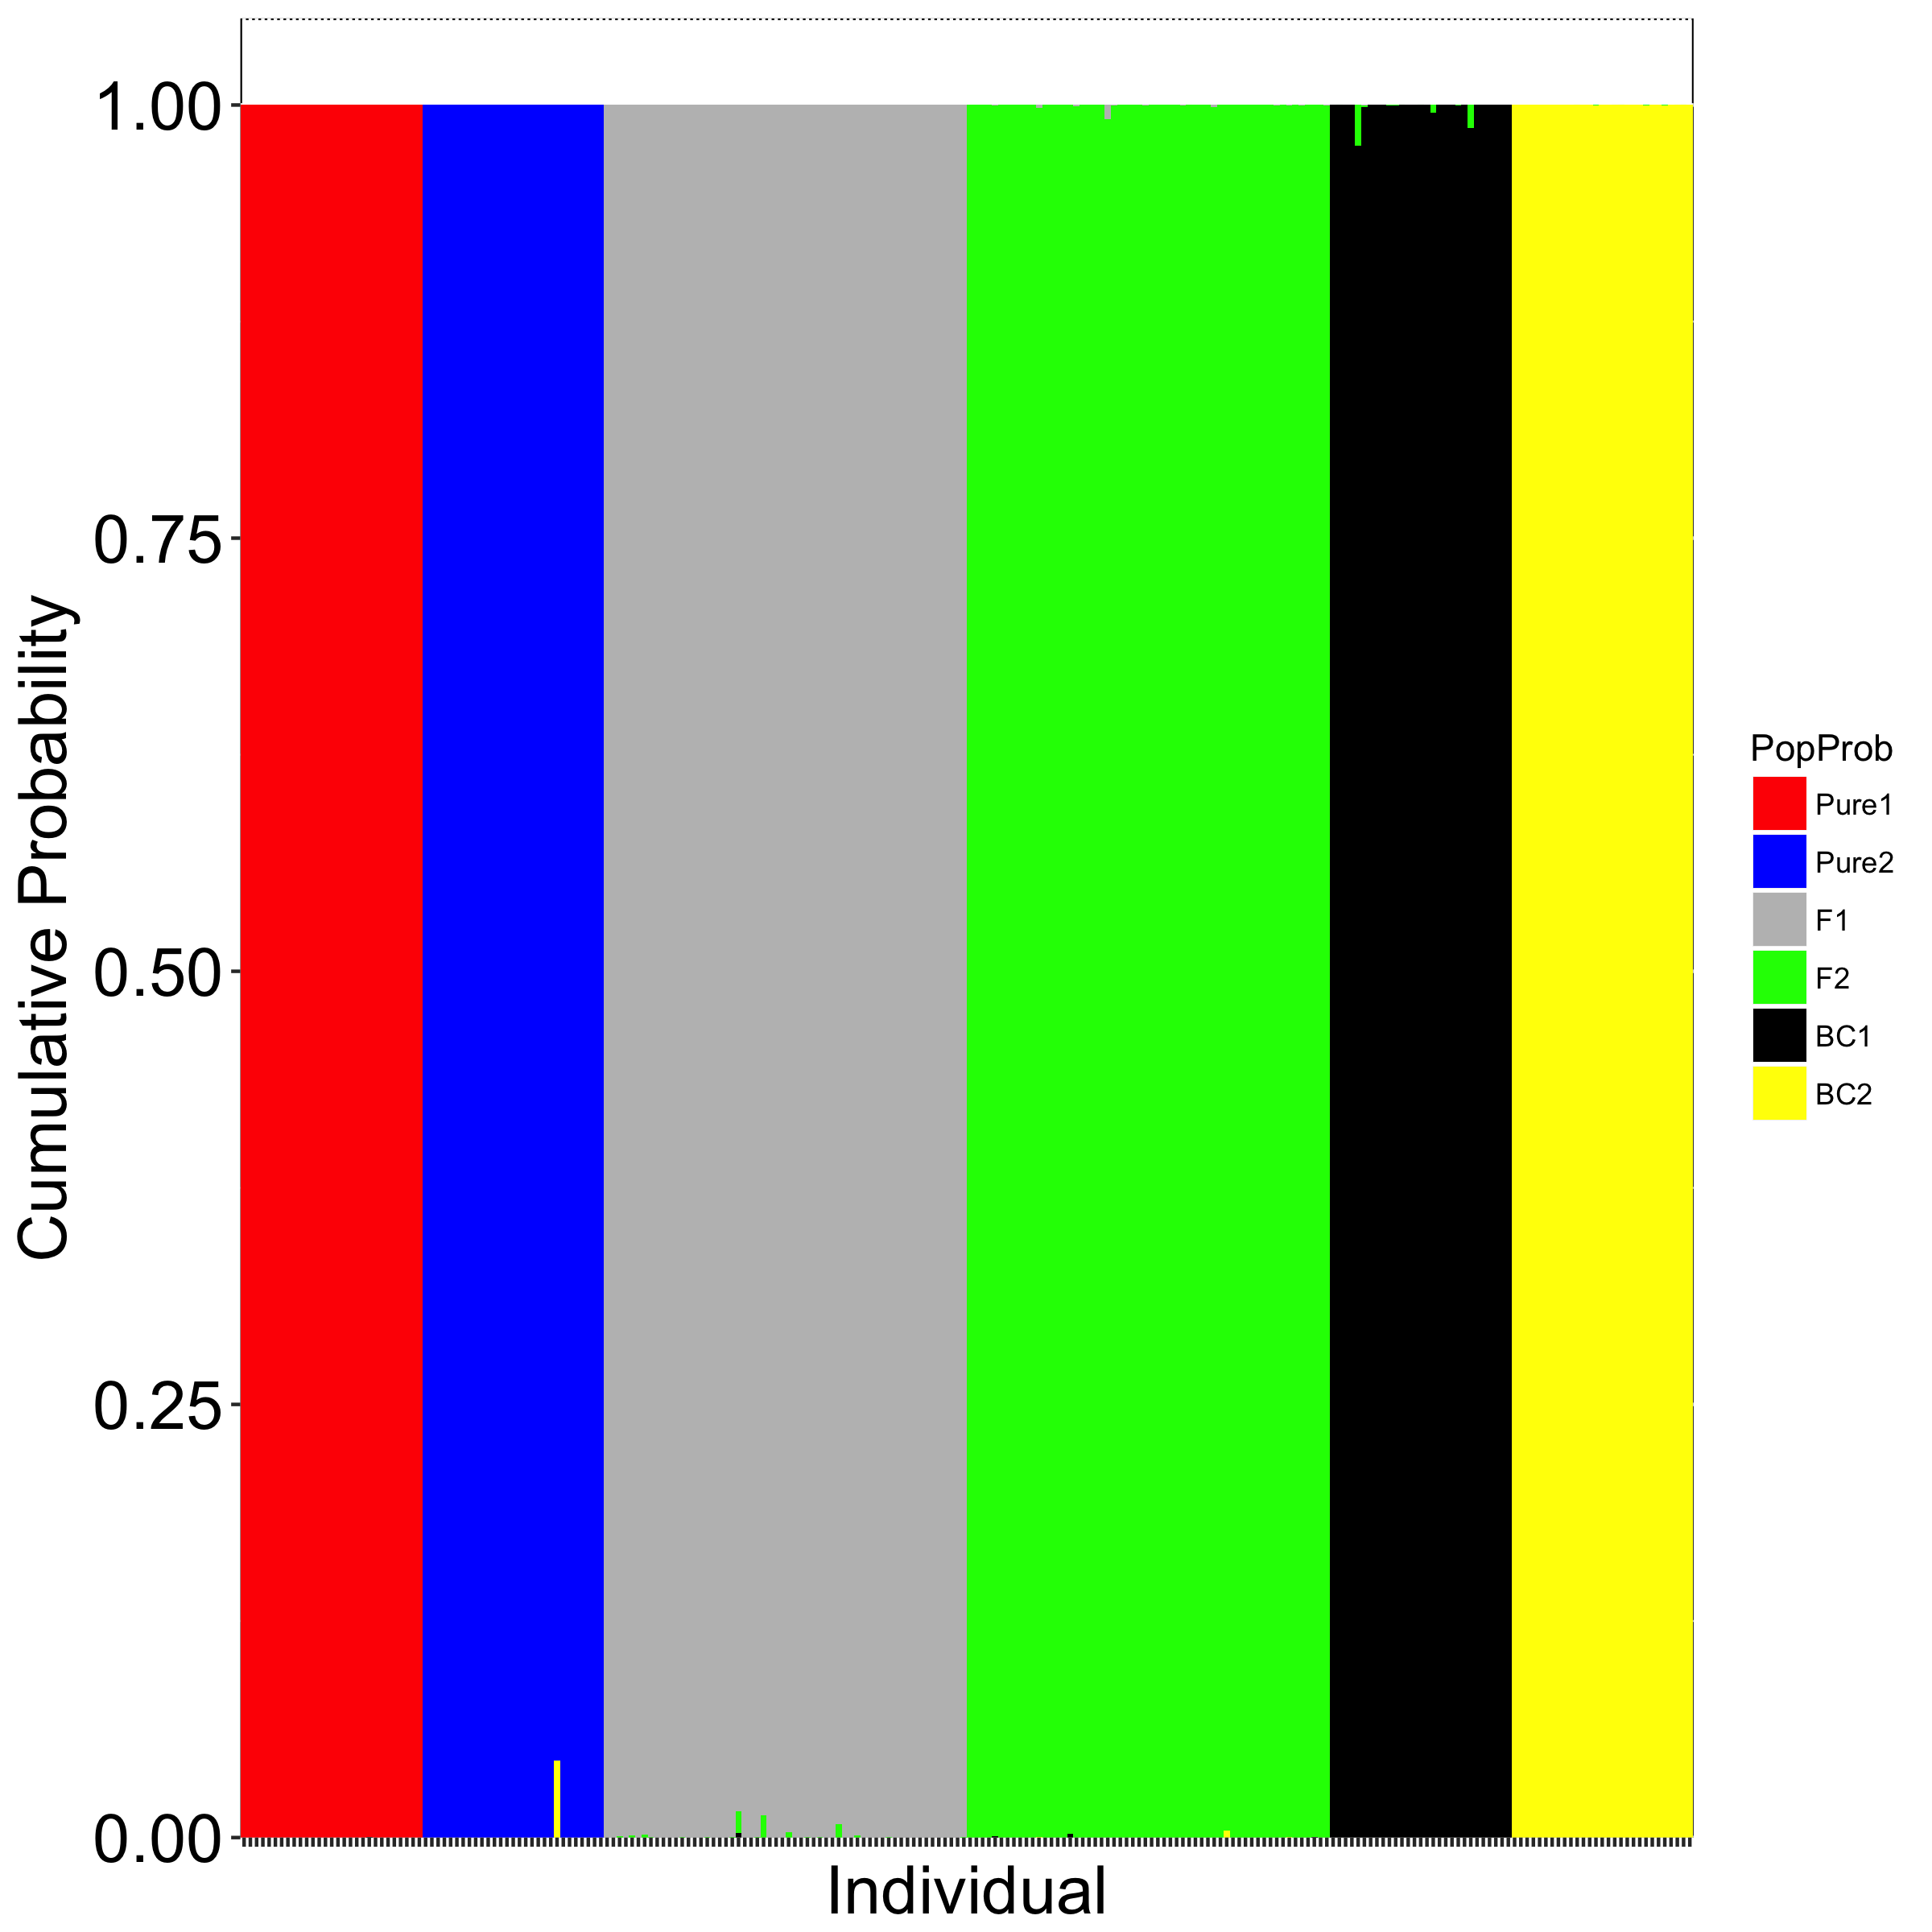 Cumulative Probability
1.00
0.75
0.50
0.25
0.00
Individual
PopProb
Pure1
Pure2
F1
F2
BC1
BC2